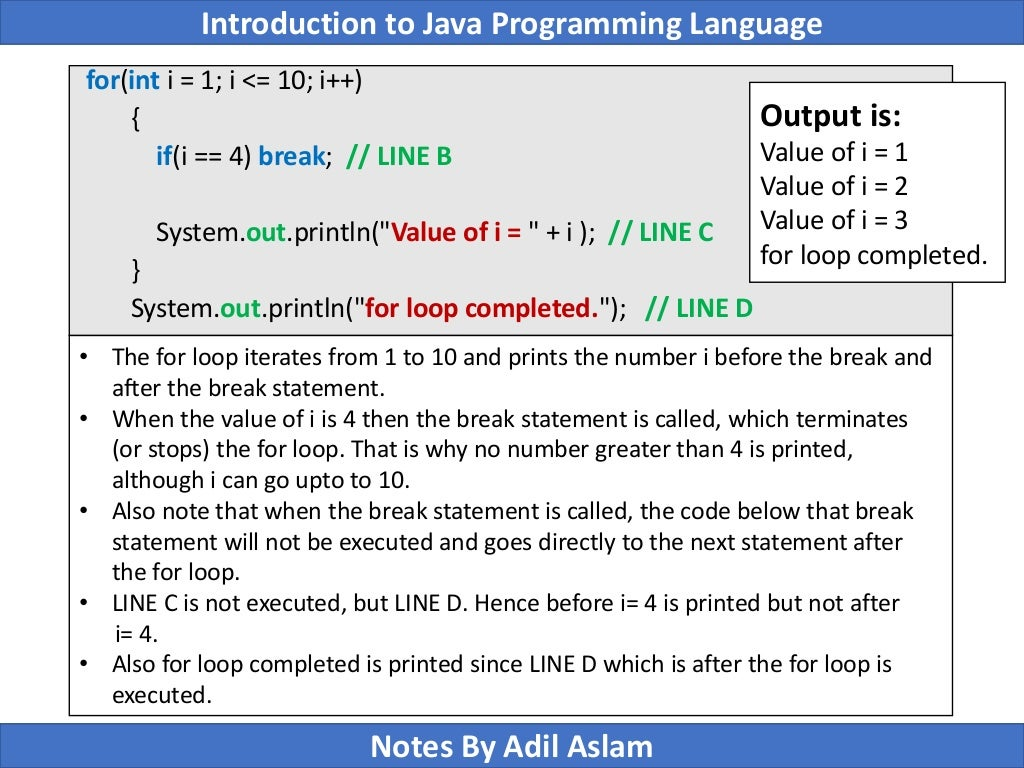 Introduction to Java Programming Language
for(int i = 1; i <= 10; i++)
{
if(i == 4) break; // LINE B
System.out.println("Value of i = " + i ); // LINE C
}
System.out.println("for loop completed."); // LINE D
Output is:
Value of i = 1
Value of i = 2
Value of i = 3
for loop completed.
• The for loop iterates from 1 to 10 and prints the number i before the break and
after the break statement.
• When the value of i is 4 then the break statement is called, which terminates
(or stops) the for loop. That is why no number greater than 4 is printed,
although i can go upto to 10.
• Also note that when the break statement is called, the code below that break
statement will not be executed and goes directly to the next statement after
the for loop.
• LINE C is not executed, but LINE D. Hence before i= 4 is printed but not after
i= 4.
• Also for loop completed is printed since LINE D which is after the for loop is
executed.
Notes By Adil Aslam